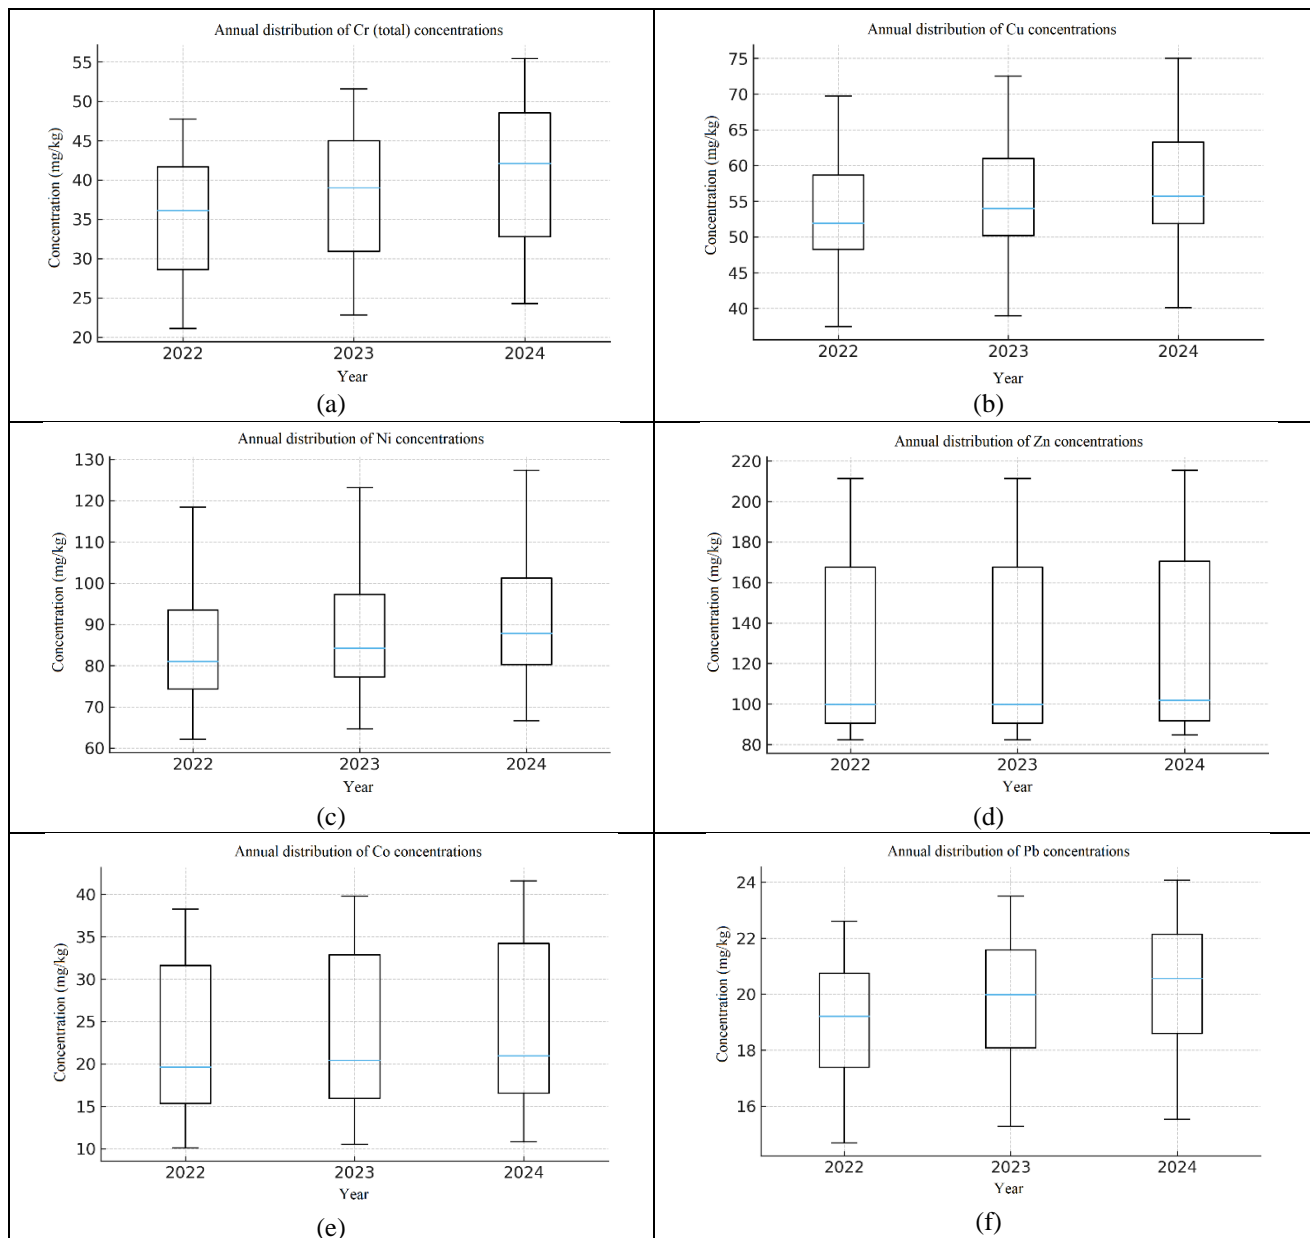 Annual distribution of Cr (total) concentrations
Concentration (mg/kg)
55
50
45
40
35
30
25
20
2022 2023 2024
Year
(a)
Annual distribution of Cu concentrations
Concentration (mg/kg)
75
70
65
60
55
50
45
40
2022 2023 2024
Year
(b)
Annual distribution of Ni concentrations
Concentration (mg/kg)
130
120
110
100
90
80
70
60
2022 2023 2024
Year
(c)
Annual distribution of Zn concentrations
Concentration (mg/kg)
220
200
180
160
140
120
100
80
2022 2023 2024
Year
(d)
Annual distribution of Co concentrations
Concentration (mg/kg)
40
35
30
25
20
15
10
2022 2023 2024
Year
(e)
Annual distribution of Pb concentrations
Concentration (mg/kg)
24
22
20
18
16
2022 2023 2024
Year
(f)